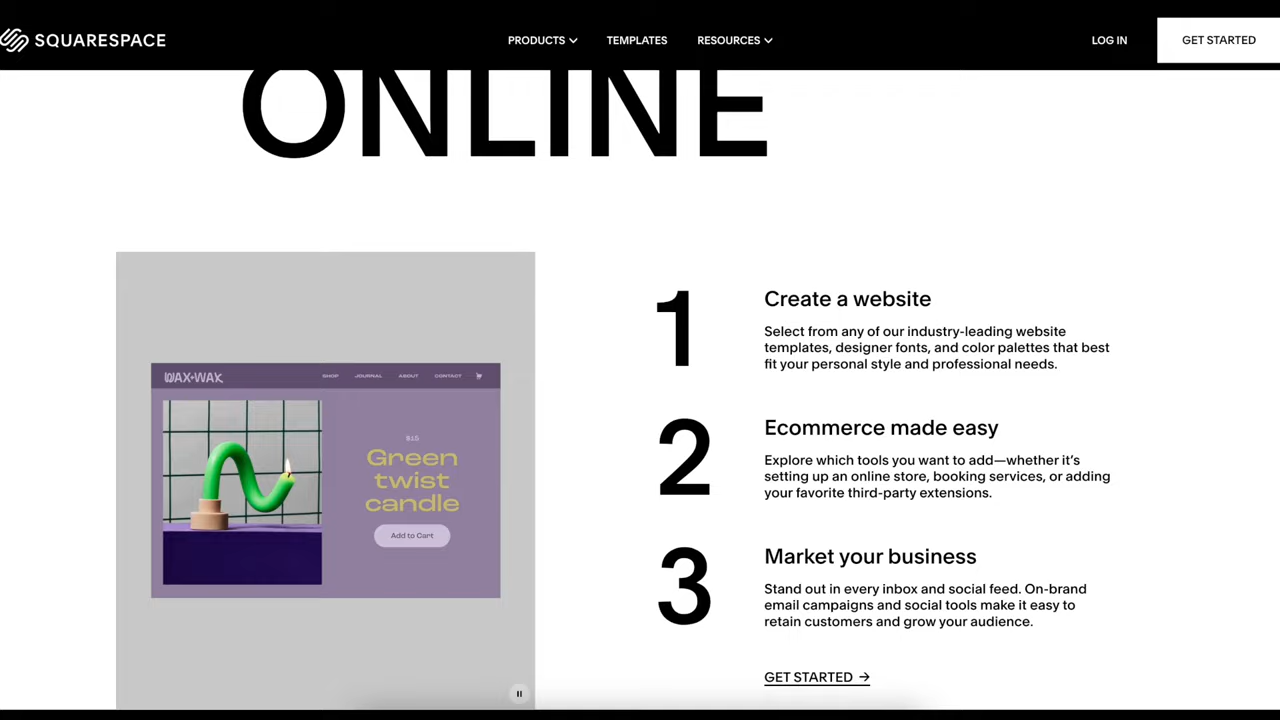 SQUARESPACE
PRODUCTS
TEMPLATES
RESOURCES
LOG IN
GET STARTED
ONLINE
WAX+WAX
SHOP
JOURNAL
ABOUT
CONTACT
$15
Green
twist
candle
Add to Cart
1
Create a website
Select from any of our industry-leading website
templates, designer fonts, and color palettes that best
fit your personal style and professional needs.
2
Ecommerce made easy
Explore which tools you want to add—whether it's
setting up an online store, booking services, or adding
your favorite third-party extensions.
3
Market your business
Stand out in every inbox and social feed. On-brand
email campaigns and social tools make it easy to
retain customers and grow your audience.
GET STARTED →